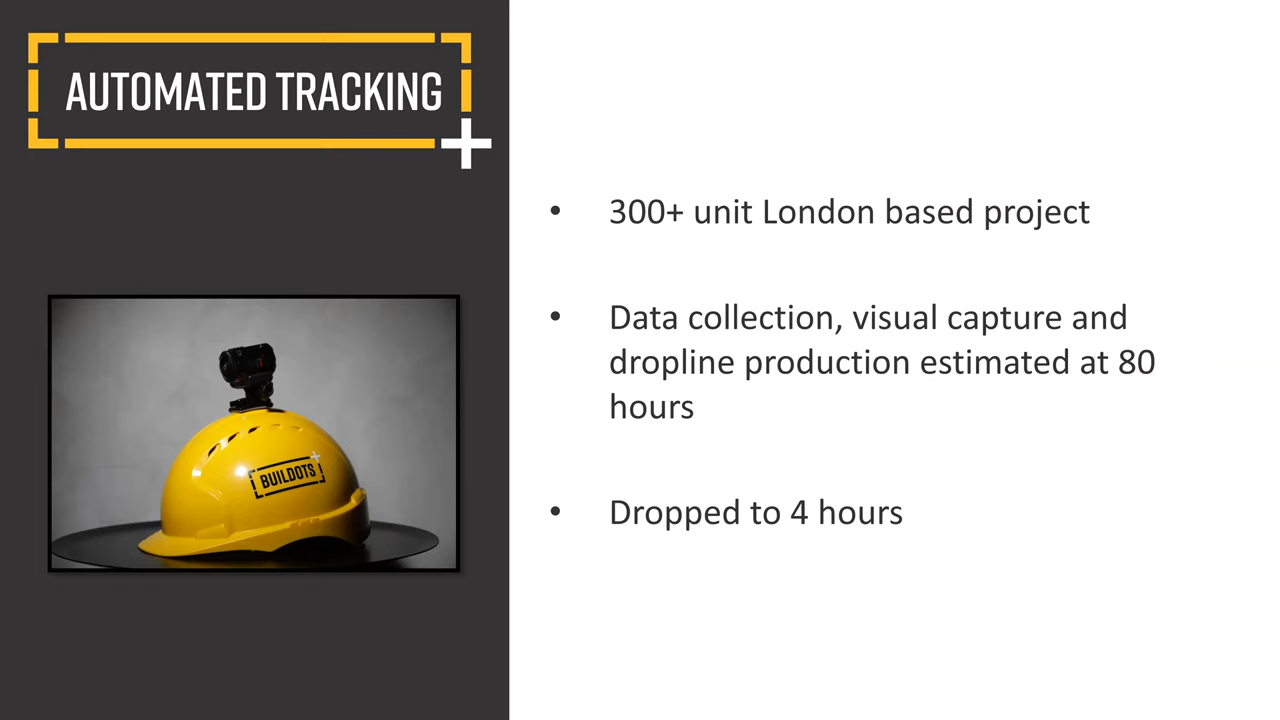 AUTOMATED TRACKING
BUILDOTS
• 300+ unit London based project
• Data collection, visual capture and
dropline production estimated at 80
hours
• Dropped to 4 hours